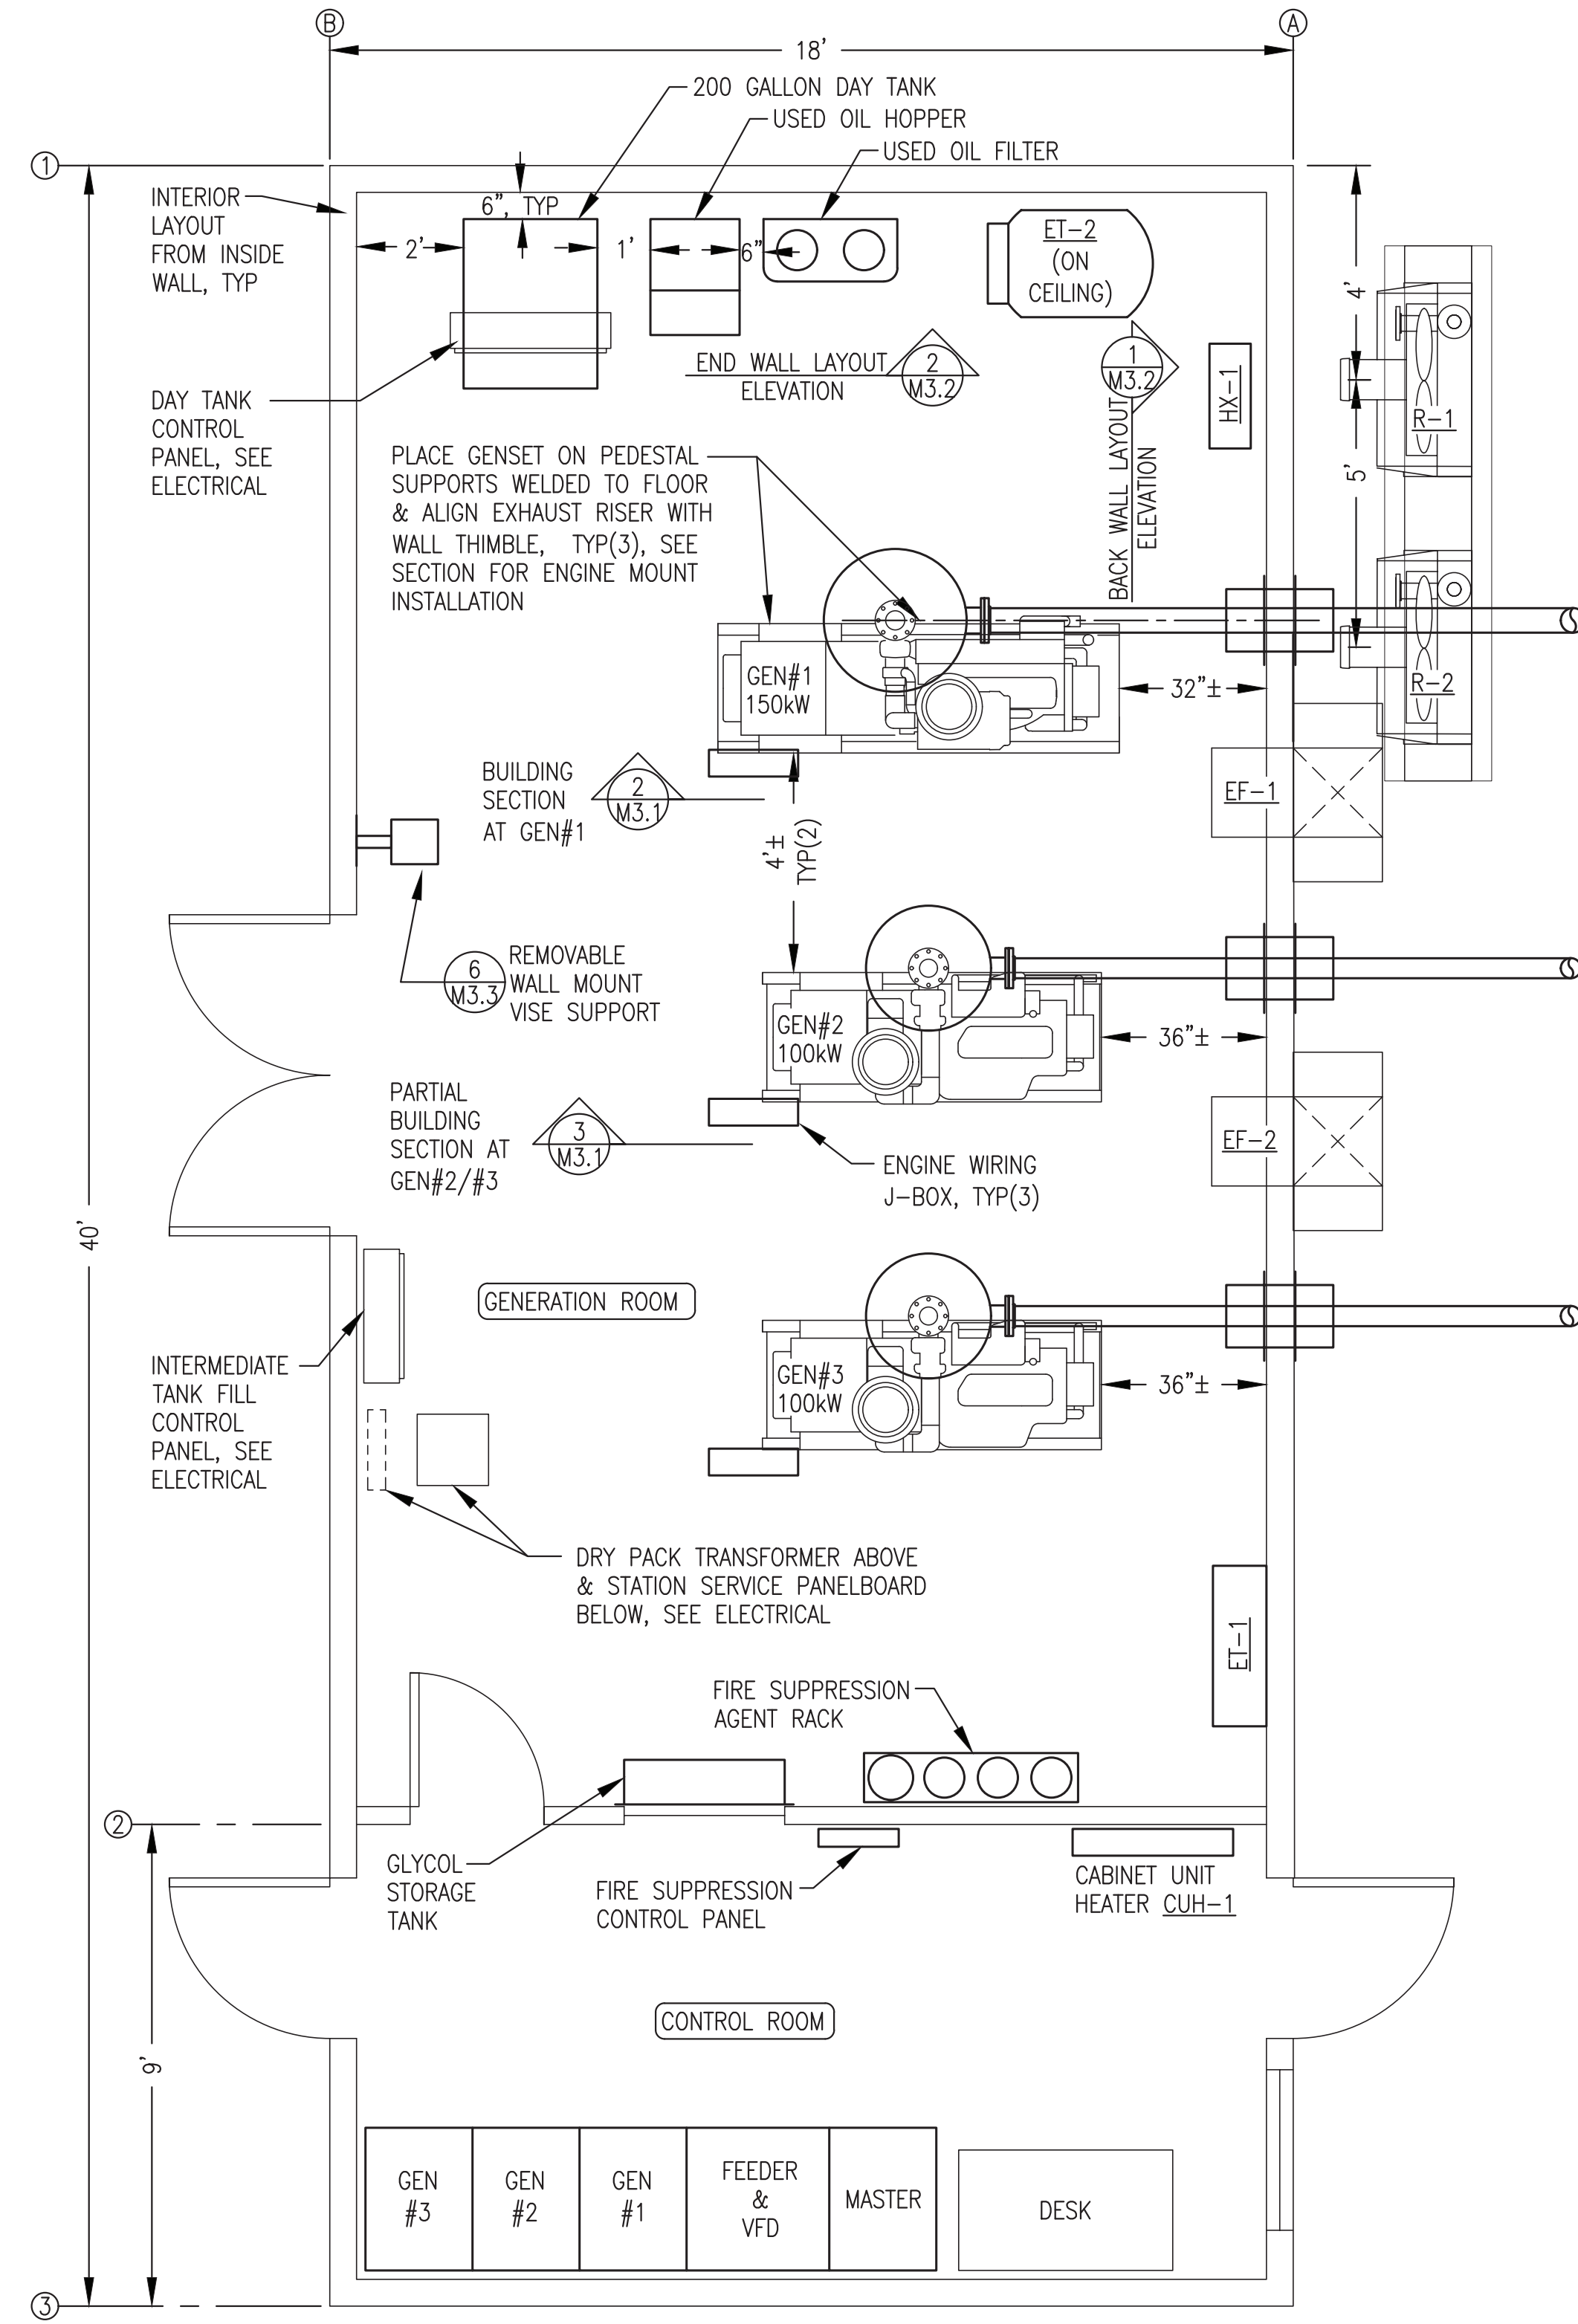 B
A
18'
200 GALLON DAY TANK
USED OIL HOPPER
USED OIL FILTER
1
INTERIOR
LAYOUT
FROM INSIDE
WALL, TYP
6", TYP
2'
1'
6"
ET-2
(ON
CEILING)
4'
END WALL LAYOUT
ELEVATION
2
M3.2
1
M3.2
BACK WALL LAYOUT
ELEVATION
HX-1
R-1
5'
DAY TANK
CONTROL
PANEL, SEE
ELECTRICAL
PLACE GENSET ON PEDESTAL
SUPPORTS WELDED TO FLOOR
& ALIGN EXHAUST RISER WITH
WALL THIMBLE, TYP(3), SEE
SECTION FOR ENGINE MOUNT
INSTALLATION
GEN#1
150kW
32"±
R-2
BUILDING
SECTION
AT GEN#1
2
M3.1
EF-1
4'±
TYP(2)
6
M3.3
REMOVABLE
WALL MOUNT
VISE SUPPORT
GEN#2
100kW
36"±
PARTIAL
BUILDING
SECTION AT
GEN#2/#3
3
M3.1
EF-2
ENGINE WIRING
J-BOX, TYP(3)
40'
GENERATION ROOM
INTERMEDIATE
TANK FILL
CONTROL
PANEL, SEE
ELECTRICAL
GEN#3
100kW
36"±
DRY PACK TRANSFORMER ABOVE
& STATION SERVICE PANELBOARD
BELOW, SEE ELECTRICAL
ET-1
FIRE SUPPRESSION
AGENT RACK
2
GLYCOL
STORAGE
TANK
FIRE SUPPRESSION
CONTROL PANEL
CABINET UNIT
HEATER CUH-1
CONTROL ROOM
9'
GEN
#3
GEN
#2
GEN
#1
FEEDER
&
VFD
MASTER
DESK
3